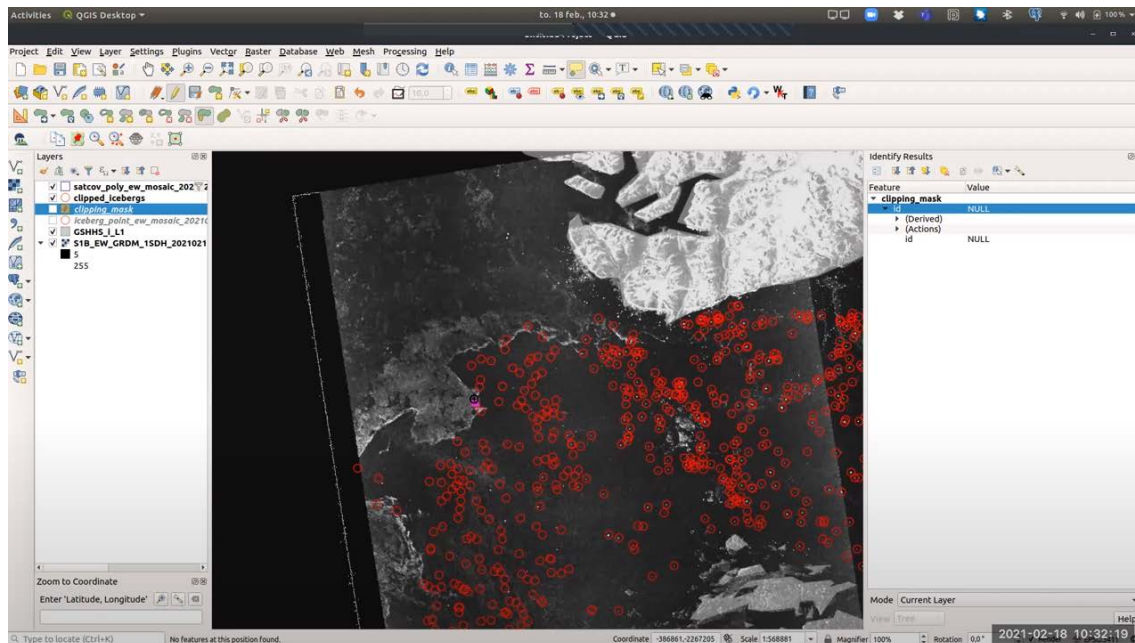 Activities QGIS Desktop
to. 18 feb., 10:32
100 %
Project Edit View Layer Settings Plugins Vector Raster Database Web Mesh Processing Help
10,0
Layers
satcov_poly_ew_mosaic_202
clipped_icebergs
clipping_mask
iceberg_point_ew_mosaic_2021
GSHHS_i_L1
S1B_EW_GRDM_1SDH_2021021
5
255
Identify Results
Feature Value
clipping_mask
id NULL
(Derived)
(Actions)
id NULL
Zoom to Coordinate
Enter 'Latitude, Longitude'
Mode Current Layer
View Tree Help
Type to locate (Ctrl+K) No features at this position found. Coordinate -386861,-2267205 Scale 1:568881 Magnifier 100% Rotation 0,0°
2021-02-18 10:32:19